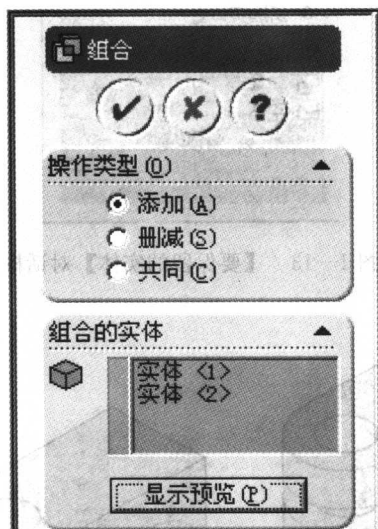 组合
操作类型(O)
添加(A)
删减(S)
共同(C)
组合的实体
实体 <1>
实体 <2>
显示预览(P)